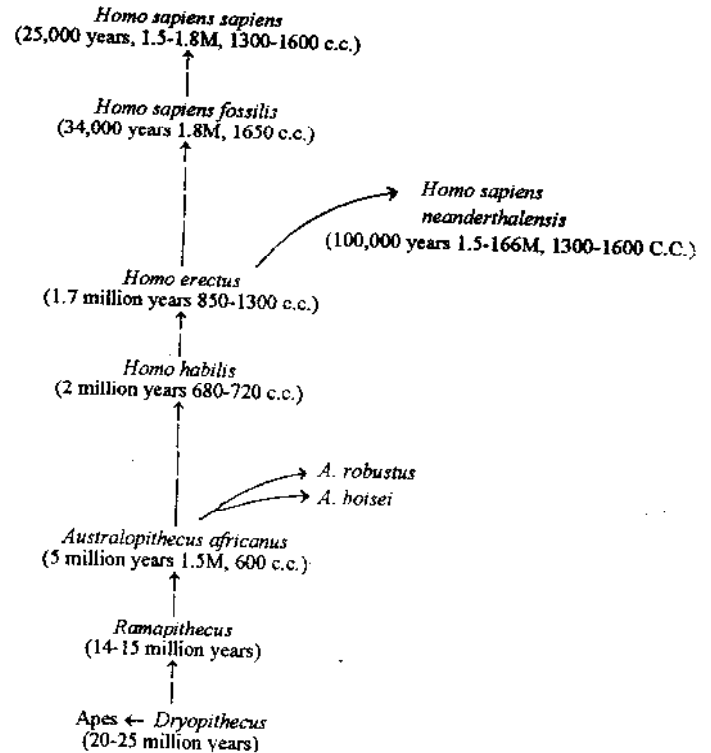 Homo sapiens sapiens
(25,000 years, 1.5-1.8M, 1300-1600 c.c.)
Homo sapiens fossilis
(34,000 years 1.8M, 1650 c.c.)
Homo sapiens
neanderthalensis
(100,000 years 1.5-166M, 1300-1600 C.C.)
Homo erectus
(1.7 million years 850-1300 c.c.)
Homo habilis
(2 million years 680-720 c.c.)
A. robustus
A. boisei
Australopithecus africanus
(5 million years 1.5M, 600 c.c.)
Ramapithecus
(14-15 million years)
Apes ← Dryopithecus
(20-25 million years)